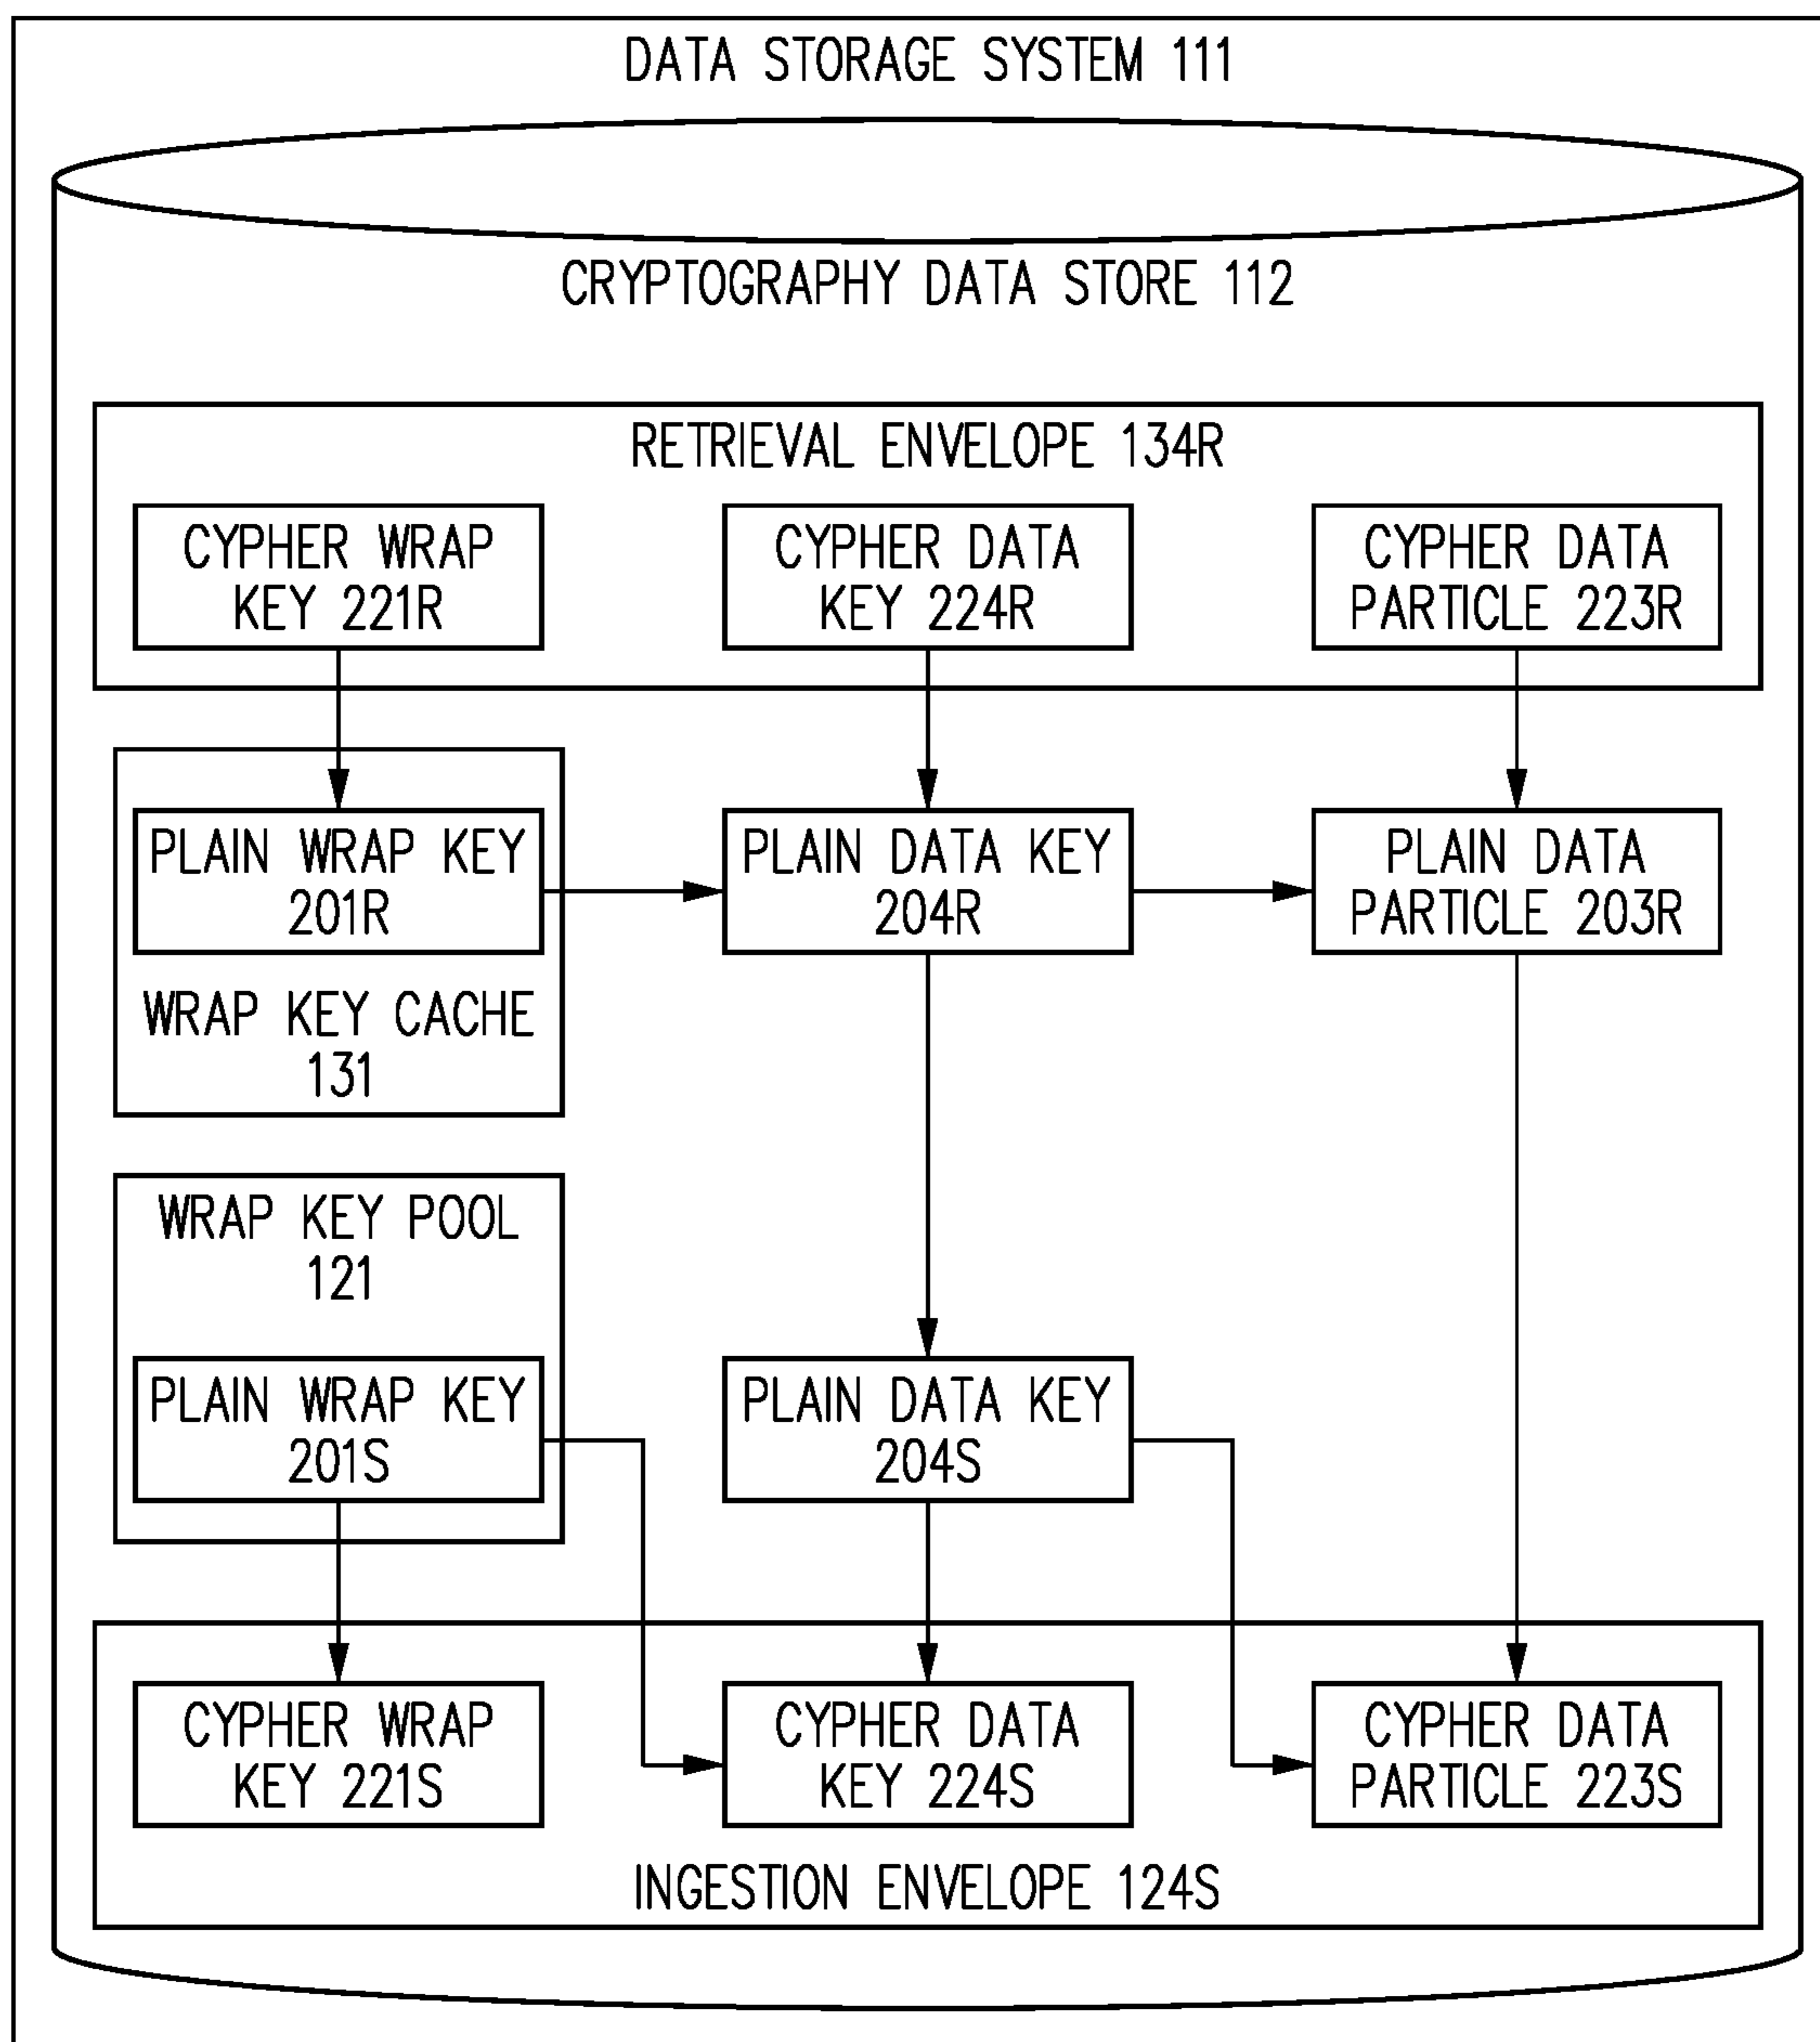 DATA STORAGE SYSTEM 111
CRYPTOGRAPHY DATA STORE 112
RETRIEVAL ENVELOPE 134R
CYPHER WRAP
KEY 221R
CYPHER DATA
KEY 224R
CYPHER DATA
PARTICLE 223R
PLAIN WRAP KEY
201R
PLAIN DATA KEY
204R
PLAIN DATA
PARTICLE 203R
WRAP KEY CACHE
131
WRAP KEY POOL
121
PLAIN WRAP KEY
201S
PLAIN DATA KEY
204S
CYPHER WRAP
KEY 221S
CYPHER DATA
KEY 224S
CYPHER DATA
PARTICLE 223S
INGESTION ENVELOPE 124S